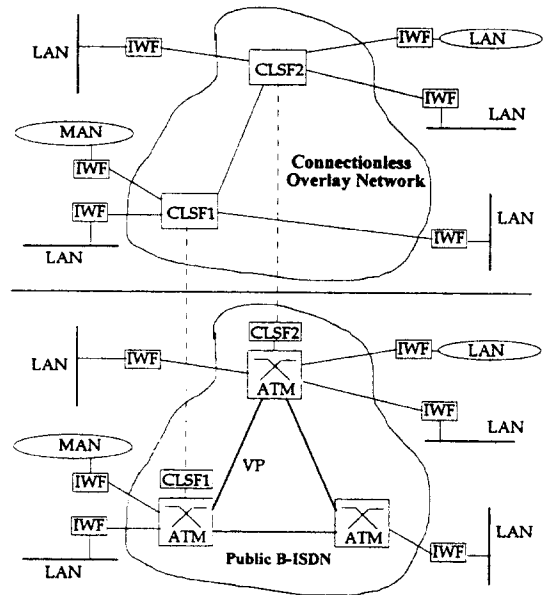 LAN
IWF
CLSF2
IWF
LAN
IWF
LAN
MAN
IWF
Connectionless
Overlay Network
IWF
CLSF1
LAN
IWF
LAN
CLSF2
LAN
IWF
ATM
IWF
LAN
IWF
LAN
MAN
VP
IWF
CLSF1
IWF
ATM
ATM
LAN
Public B-ISDN
IWF
LAN